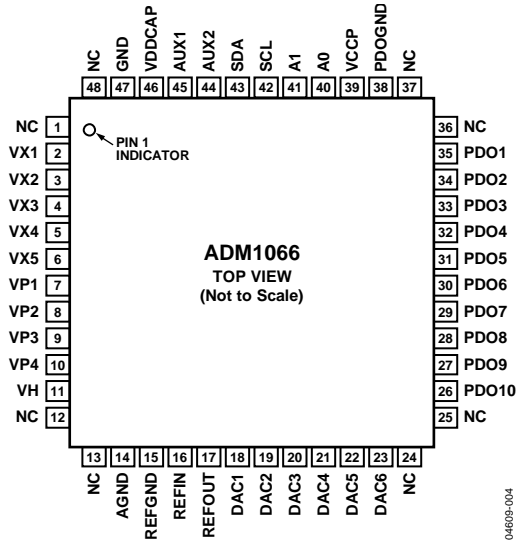 NC
GND
VDDCAP
AUX1
AUX2
SDA
SCL
A1
A0
VCCP
PDOGND
NC
48 47 46 45 44 43 42 41 40 39 38 37
NC 1
VX1 2
VX2 3
VX3 4
VX4 5
VX5 6
VP1 7
VP2 8
VP3 9
VP4 10
VH 11
NC 12
PIN 1
INDICATOR
ADM1066
TOP VIEW
(Not to Scale)
36 NC
35 PDO1
34 PDO2
33 PDO3
32 PDO4
31 PDO5
30 PDO6
29 PDO7
28 PDO8
27 PDO9
26 PDO10
25 NC
13 14 15 16 17 18 19 20 21 22 23 24
NC
AGND
REFGND
REFIN
REFOUT
DAC1
DAC2
DAC3
DAC4
DAC5
DAC6
NC
04609-004